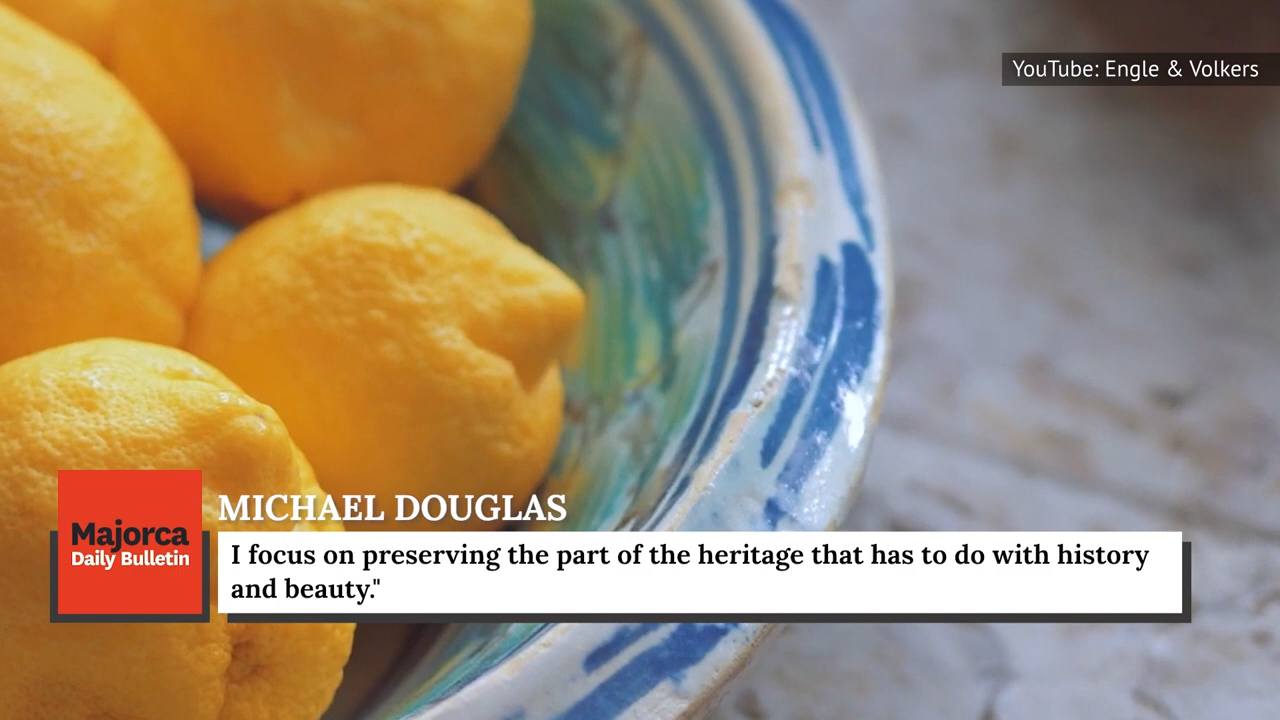 YouTube: Engle & Volkers
MICHAEL DOUGLAS
Majorca
Daily Bulletin
I focus on preserving the part of the heritage that has to do with history
and beauty."